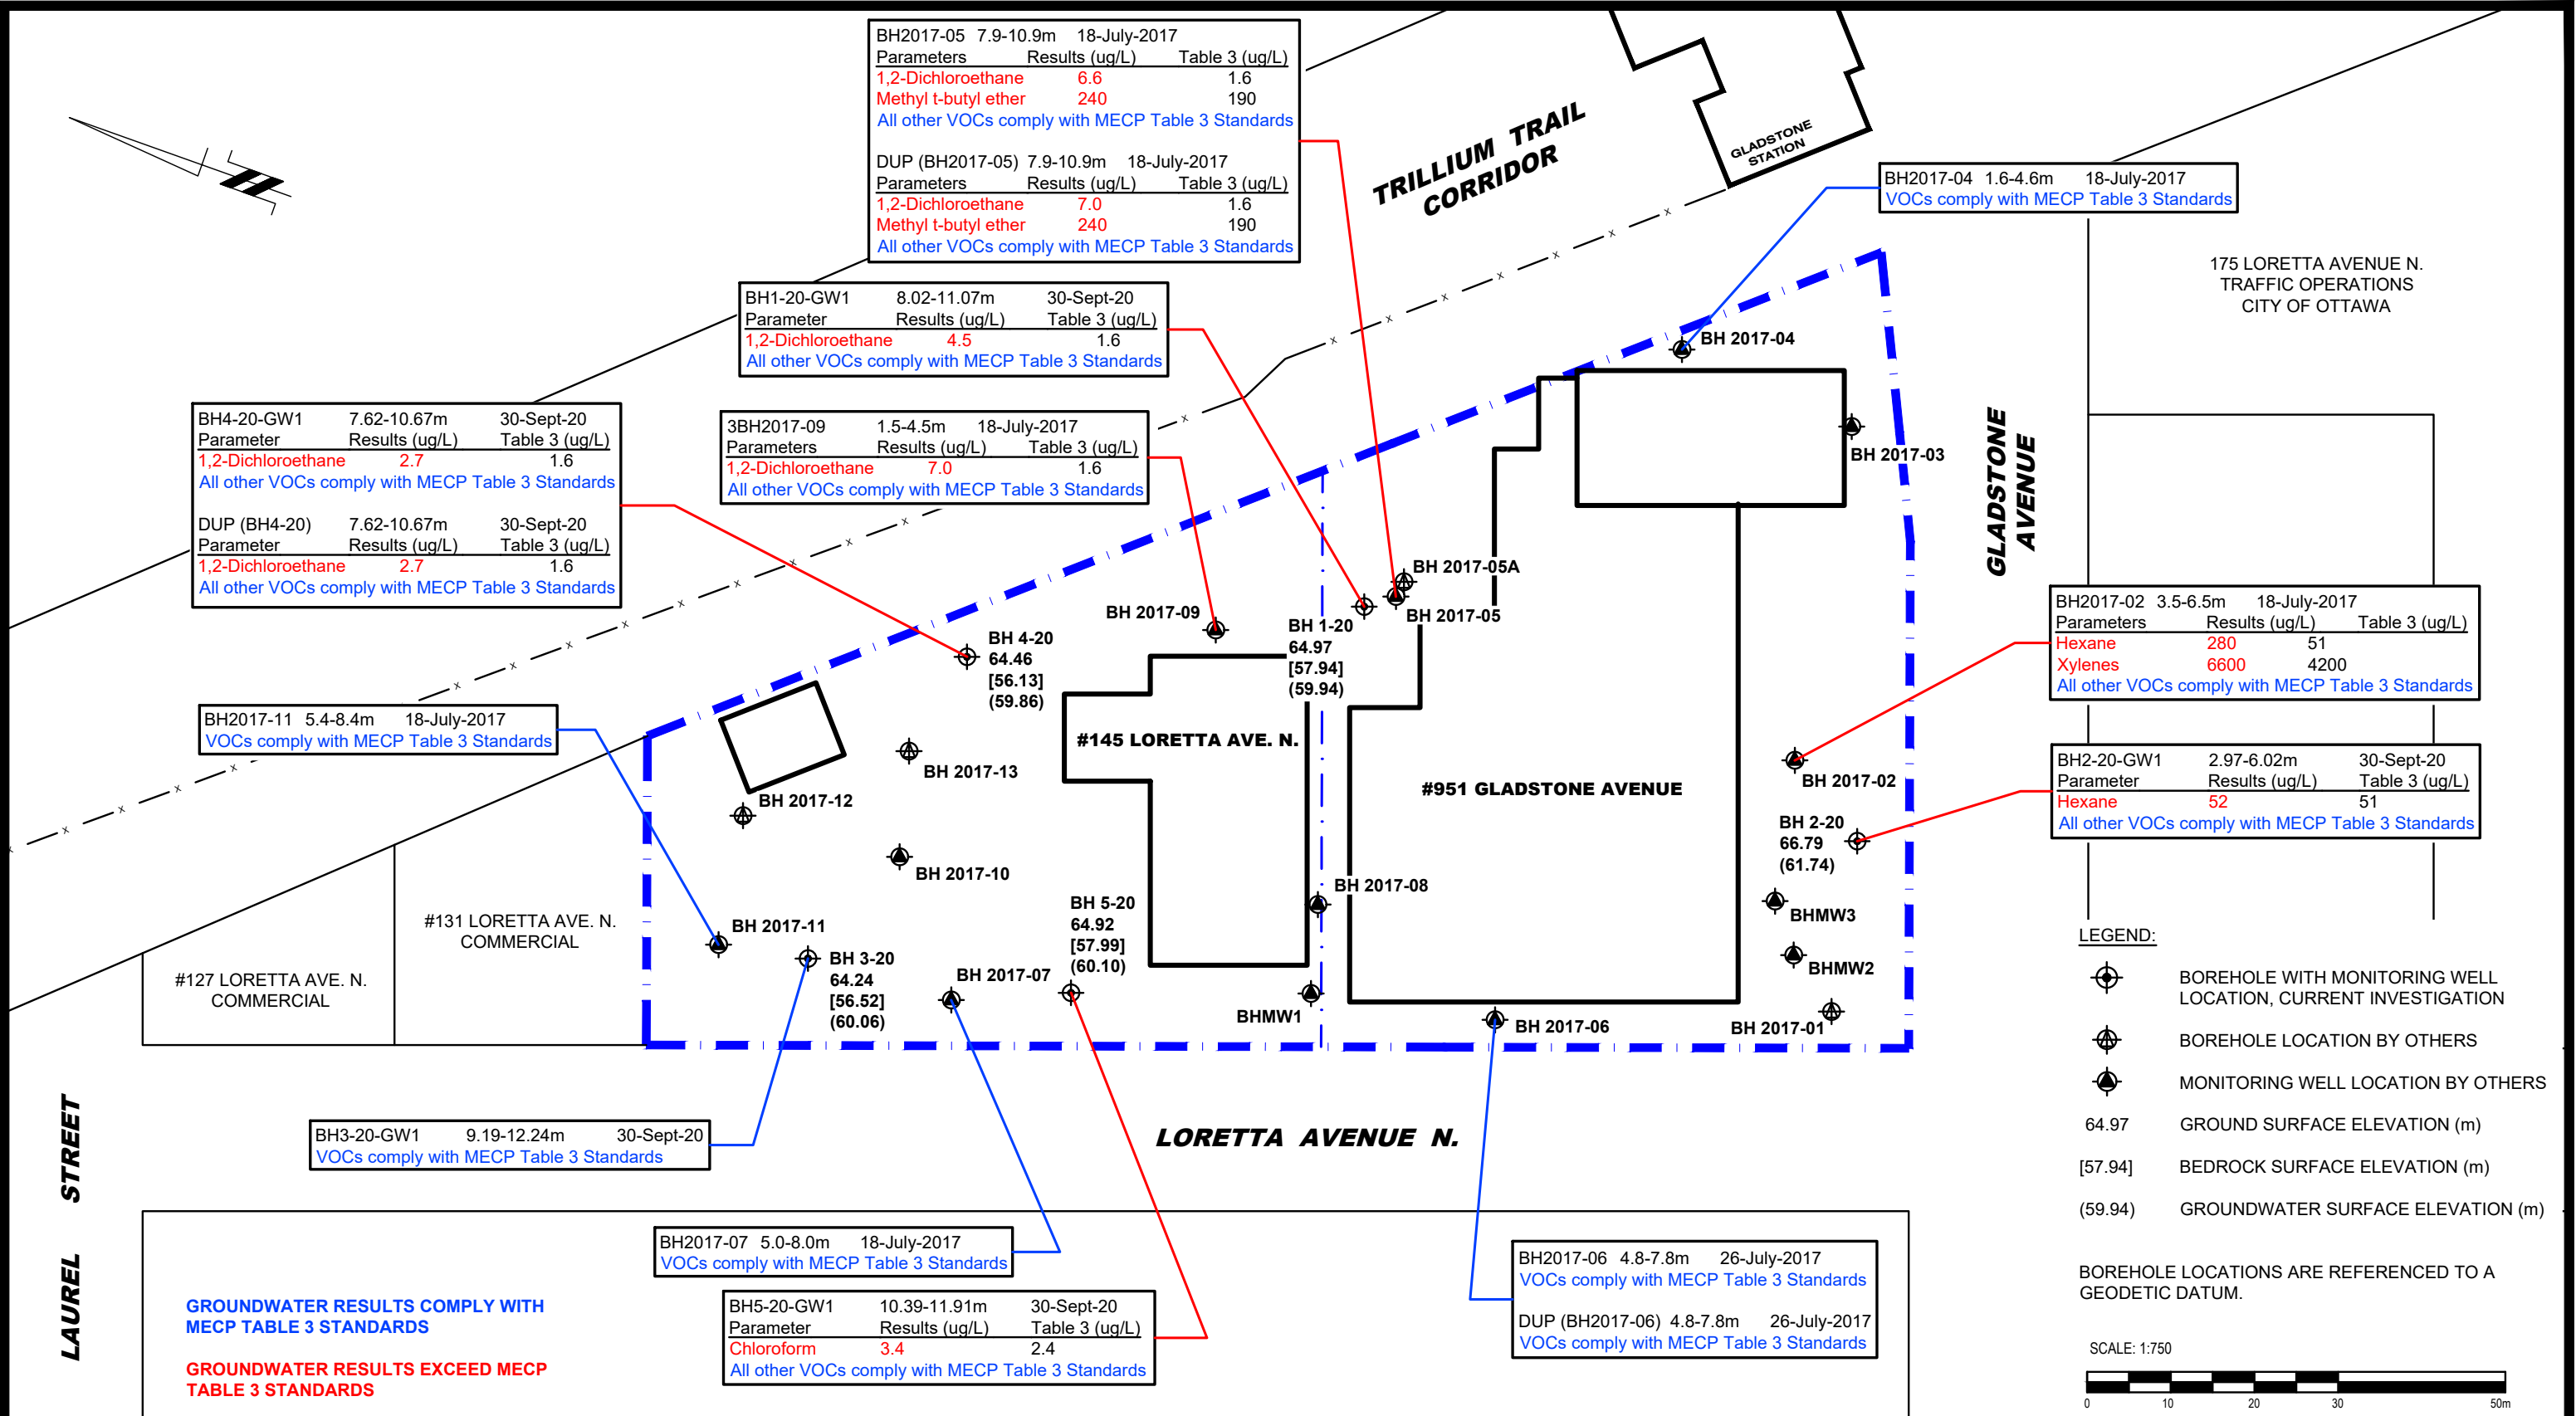 BH2017-05 7.9-10.9m 18-July-2017
Parameters Results (ug/L) Table 3 (ug/L)
1,2-Dichloroethane 6.6 1.6
Methyl t-butyl ether 240 190
All other VOCs comply with MECP Table 3 Standards
DUP (BH2017-05) 7.9-10.9m 18-July-2017
Parameters Results (ug/L) Table 3 (ug/L)
1,2-Dichloroethane 7.0 1.6
Methyl t-butyl ether 240 190
All other VOCs comply with MECP Table 3 Standards
TRILLIUM TRAIL
CORRIDOR
GLADSTONE
STATION
BH2017-04 1.6-4.6m 18-July-2017
VOCs comply with MECP Table 3 Standards
175 LORETTA AVENUE N.
TRAFFIC OPERATIONS
CITY OF OTTAWA
BH1-20-GW1 8.02-11.07m 30-Sept-20
Parameter Results (ug/L) Table 3 (ug/L)
1,2-Dichloroethane 4.5 1.6
All other VOCs comply with MECP Table 3 Standards
BH 2017-04
BH4-20-GW1 7.62-10.67m 30-Sept-20
Parameter Results (ug/L) Table 3 (ug/L)
1,2-Dichloroethane 2.7 1.6
All other VOCs comply with MECP Table 3 Standards
DUP (BH4-20) 7.62-10.67m 30-Sept-20
Parameter Results (ug/L) Table 3 (ug/L)
1,2-Dichloroethane 2.7 1.6
All other VOCs comply with MECP Table 3 Standards
3BH2017-09 1.5-4.5m 18-July-2017
Parameters Results (ug/L) Table 3 (ug/L)
1,2-Dichloroethane 7.0 1.6
All other VOCs comply with MECP Table 3 Standards
BH 2017-03
GLADSTONE
AVENUE
BH 2017-05A
BH 2017-05
BH 2017-09
BH 1-20
64.97
[57.94]
(59.94)
BH 4-20
64.46
[56.13]
(59.86)
BH2017-02 3.5-6.5m 18-July-2017
Parameters Results (ug/L) Table 3 (ug/L)
Hexane 280 51
Xylenes 6600 4200
All other VOCs comply with MECP Table 3 Standards
BH2017-11 5.4-8.4m 18-July-2017
VOCs comply with MECP Table 3 Standards
#145 LORETTA AVE. N.
BH 2017-13
#951 GLADSTONE AVENUE
BH 2017-02
BH2-20-GW1 2.97-6.02m 30-Sept-20
Parameter Results (ug/L) Table 3 (ug/L)
Hexane 52 51
All other VOCs comply with MECP Table 3 Standards
BH 2017-12
BH 2-20
66.79
(61.74)
BH 2017-10
BH 2017-08
BH 5-20
64.92
[57.99]
(60.10)
BHMW3
#131 LORETTA AVE. N.
COMMERCIAL
BH 2017-11
#127 LORETTA AVE. N.
COMMERCIAL
BH 3-20
64.24
[56.52]
(60.06)
BH 2017-07
BHMW2
BHMW1
BH 2017-06
BH 2017-01
LEGEND:
BOREHOLE WITH MONITORING WELL
LOCATION, CURRENT INVESTIGATION
BOREHOLE LOCATION BY OTHERS
MONITORING WELL LOCATION BY OTHERS
64.97 GROUND SURFACE ELEVATION (m)
[57.94] BEDROCK SURFACE ELEVATION (m)
(59.94) GROUNDWATER SURFACE ELEVATION (m)
BOREHOLE LOCATIONS ARE REFERENCED TO A
GEODETIC DATUM.
SCALE: 1:750
0 10 20 30 50m
LAUREL STREET
BH3-20-GW1 9.19-12.24m 30-Sept-20
VOCs comply with MECP Table 3 Standards
LORETTA AVENUE N.
BH2017-07 5.0-8.0m 18-July-2017
VOCs comply with MECP Table 3 Standards
BH2017-06 4.8-7.8m 26-July-2017
VOCs comply with MECP Table 3 Standards
DUP (BH2017-06) 4.8-7.8m 26-July-2017
VOCs comply with MECP Table 3 Standards
BH5-20-GW1 10.39-11.91m 30-Sept-20
Parameter Results (ug/L) Table 3 (ug/L)
Chloroform 3.4 2.4
All other VOCs comply with MECP Table 3 Standards
GROUNDWATER RESULTS COMPLY WITH
MECP TABLE 3 STANDARDS
GROUNDWATER RESULTS EXCEED MECP
TABLE 3 STANDARDS